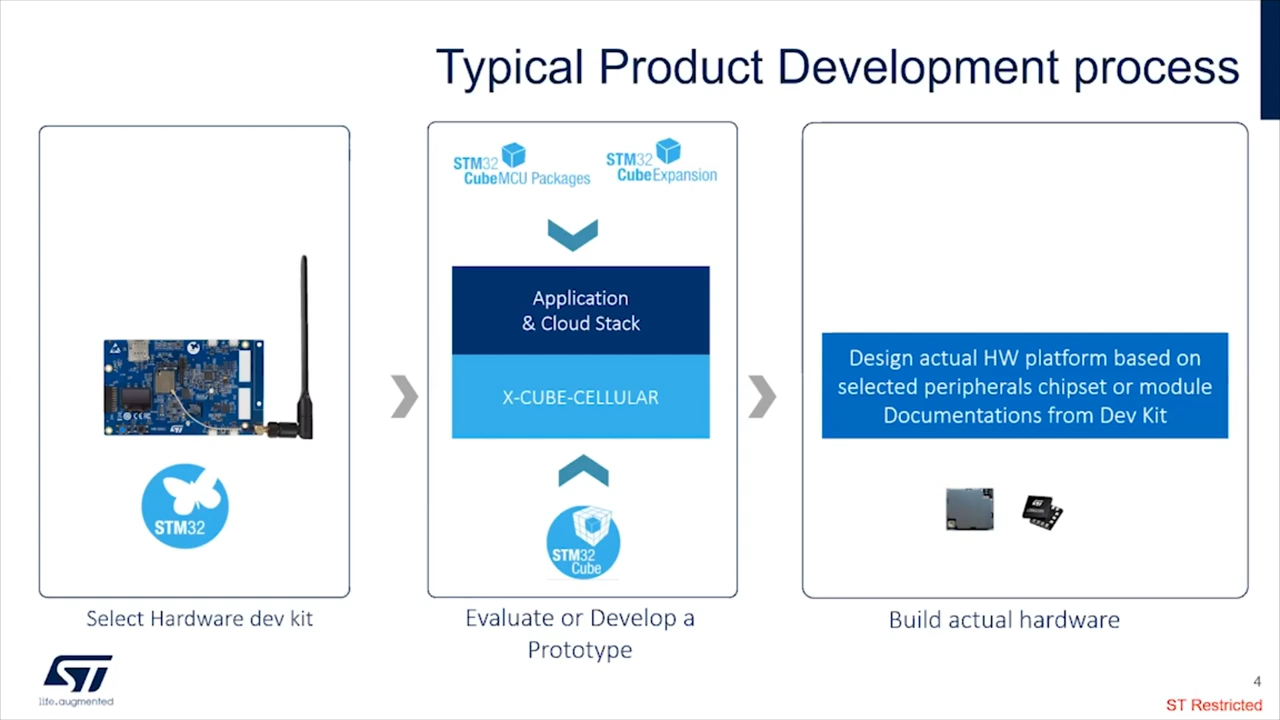 Typical Product Development process
STM32
CubeMCU Packages
STM32
CubeExpansion
Application
& Cloud Stack
X-CUBE-CELLULAR
STM32
Cube
STM32
Design actual HW platform based on
selected peripherals chipset or module
Documentations from Dev Kit
Select Hardware dev kit
Evaluate or Develop a
Prototype
Build actual hardware
ST
life.augmented
4
ST Restricted